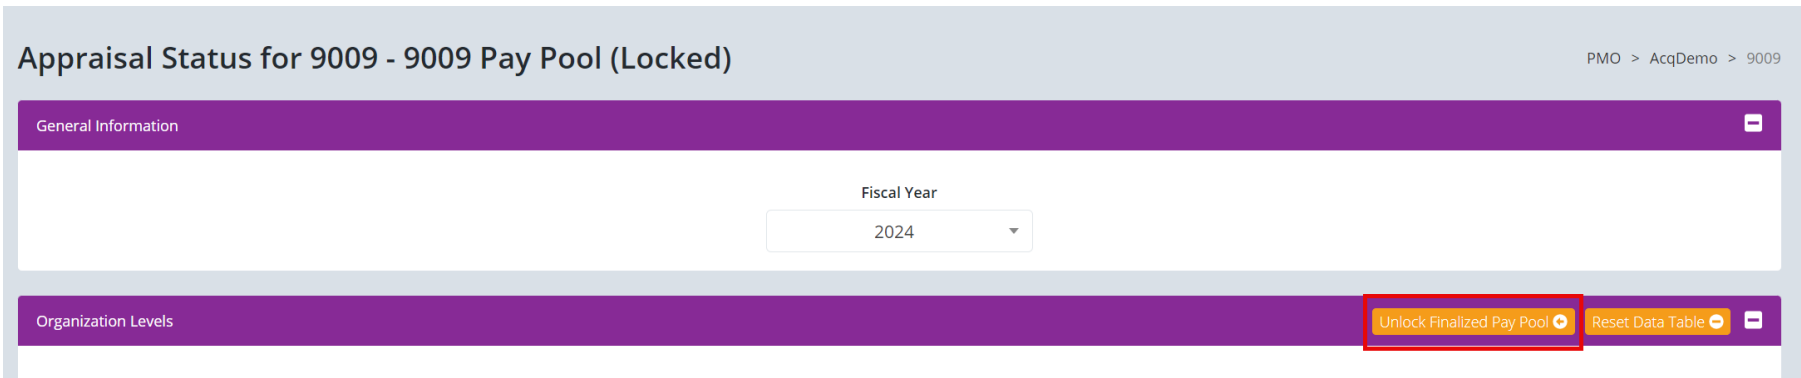 Appraisal Status for 9009 - 9009 Pay Pool (Locked)
PMO > AcqDemo > 9009
General Information
Fiscal Year
2024
Organization Levels
Unlock Finalized Pay Pool
Reset Data Table